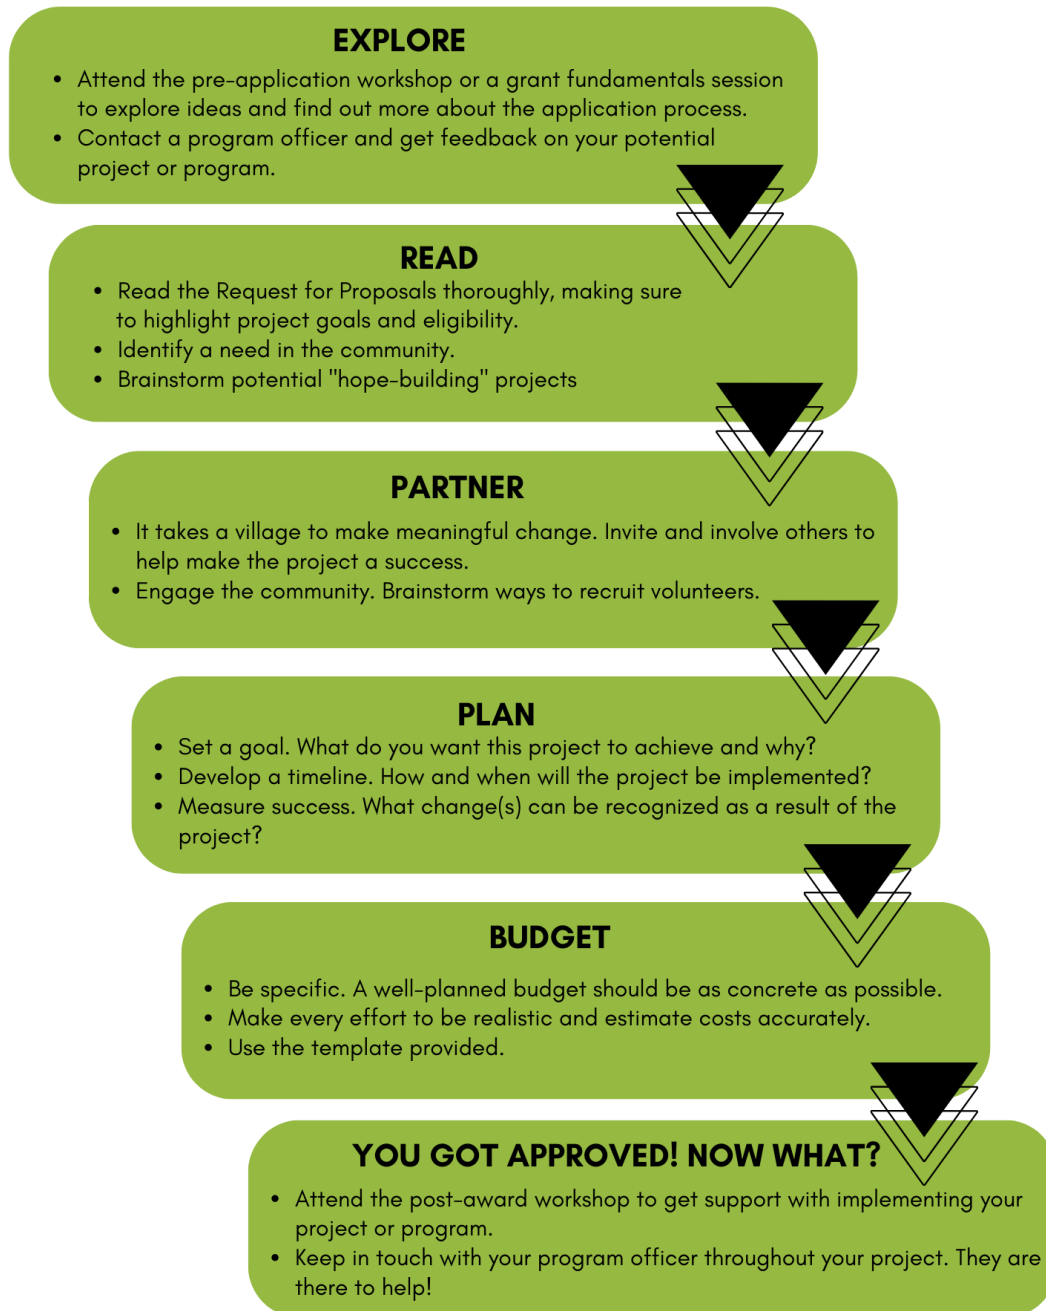 EXPLORE
• Attend the pre-application workshop or a grant fundamentals session
to explore ideas and find out more about the application process.
• Contact a program officer and get feedback on your potential
project or program.
READ
• Read the Request for Proposals thoroughly, making sure
to highlight project goals and eligibility.
• Identify a need in the community.
• Brainstorm potential "hope-building" projects
PARTNER
• It takes a village to make meaningful change. Invite and involve others to
help make the project a success.
• Engage the community. Brainstorm ways to recruit volunteers.
PLAN
• Set a goal. What do you want this project to achieve and why?
• Develop a timeline. How and when will the project be implemented?
• Measure success. What change(s) can be recognized as a result of the
project?
BUDGET
• Be specific. A well-planned budget should be as concrete as possible.
• Make every effort to be realistic and estimate costs accurately.
• Use the template provided.
YOU GOT APPROVED! NOW WHAT?
• Attend the post-award workshop to get support with implementing your
project or program.
• Keep in touch with your program officer throughout your project. They are
there to help!